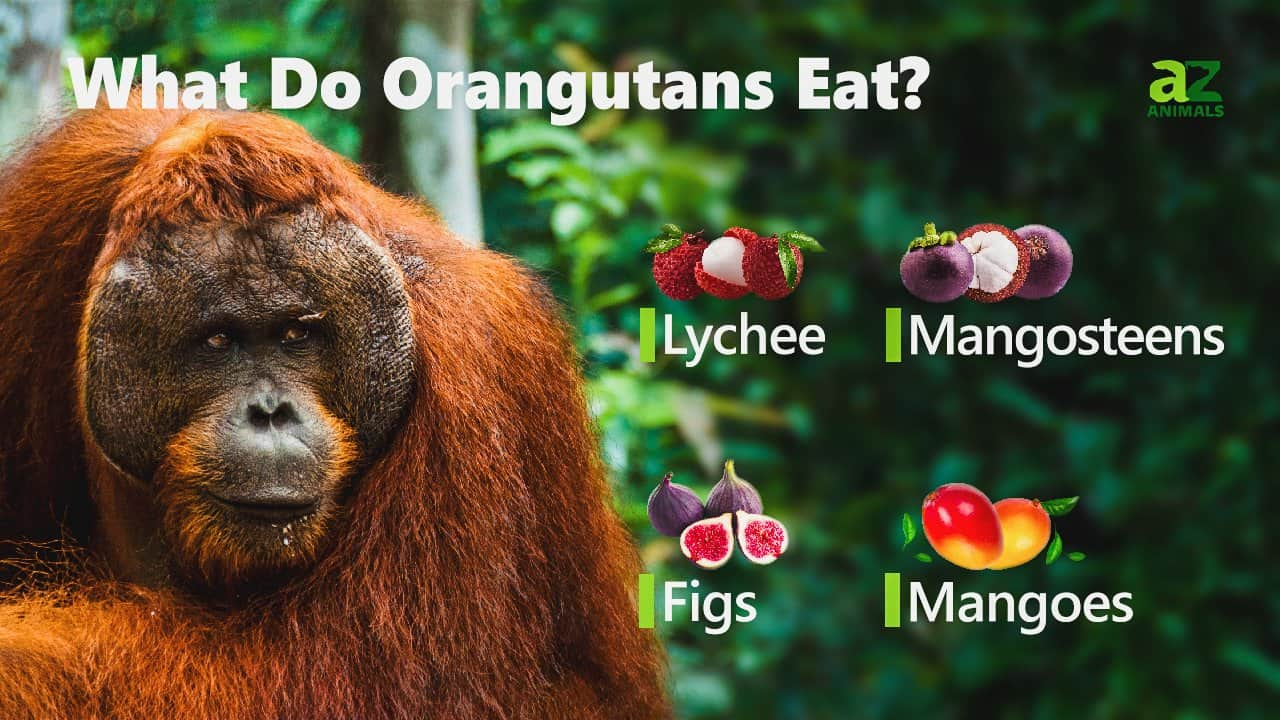 What Do Orangutans Eat?
az
ANIMALS
Lychee
Mangosteens
Figs
Mangoes